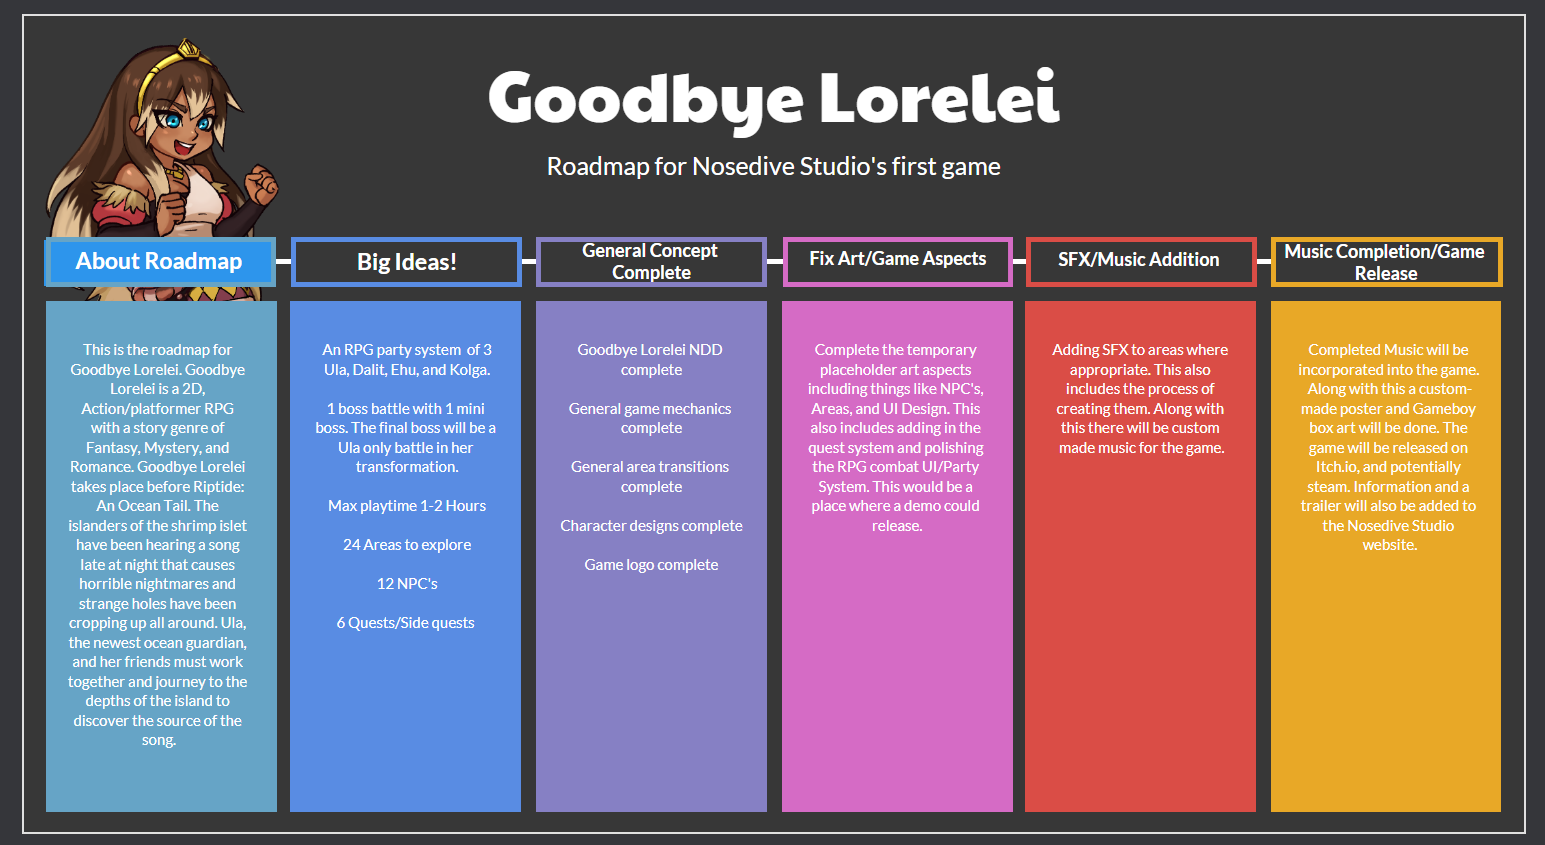 Goodbye Lorelei
Roadmap for Nosedive Studio's first game
About Roadmap
This is the roadmap for
Goodbye Lorelei. Goodbye
Lorelei is a 2D,
Action/platformer RPG
with a story genre of
Fantasy, Mystery, and
Romance. Goodbye Lorelei
takes place before Riptide:
An Ocean Tail. The
islanders of the shrimp islet
have been hearing a song
late at night that causes
horrible nightmares and
strange holes have been
cropping up all around. Ula,
the newest ocean guardian,
and her friends must work
together and journey to the
depths of the island to
discover the source of the
song.
Big Ideas!
An RPG party system of 3
Ula, Dalit, Ehu, and Kolga.
1 boss battle with 1 mini
boss. The final boss will be a
Ula only battle in her
transformation.
Max playtime 1-2 Hours
24 Areas to explore
12 NPC's
6 Quests/Side quests
General Concept
Complete
Goodbye Lorelei NDD
complete
General game mechanics
complete
General area transitions
complete
Character designs complete
Game logo complete
Fix Art/Game Aspects
Complete the temporary
placeholder art aspects
including things like NPC's,
Areas, and UI Design. This
also includes adding in the
quest system and polishing
the RPG combat UI/Party
System. This would be a
place where a demo could
release.
SFX/Music Addition
Adding SFX to areas where
appropriate. This also
includes the process of
creating them. Along with
this there will be custom
made music for the game.
Music Completion/Game
Release
Completed Music will be
incorporated into the game.
Along with this a custom-
made poster and Gameboy
box art will be done. The
game will be released on
Itch.io, and potentially
steam. Information and a
trailer will also be added to
the Nosedive Studio
website.